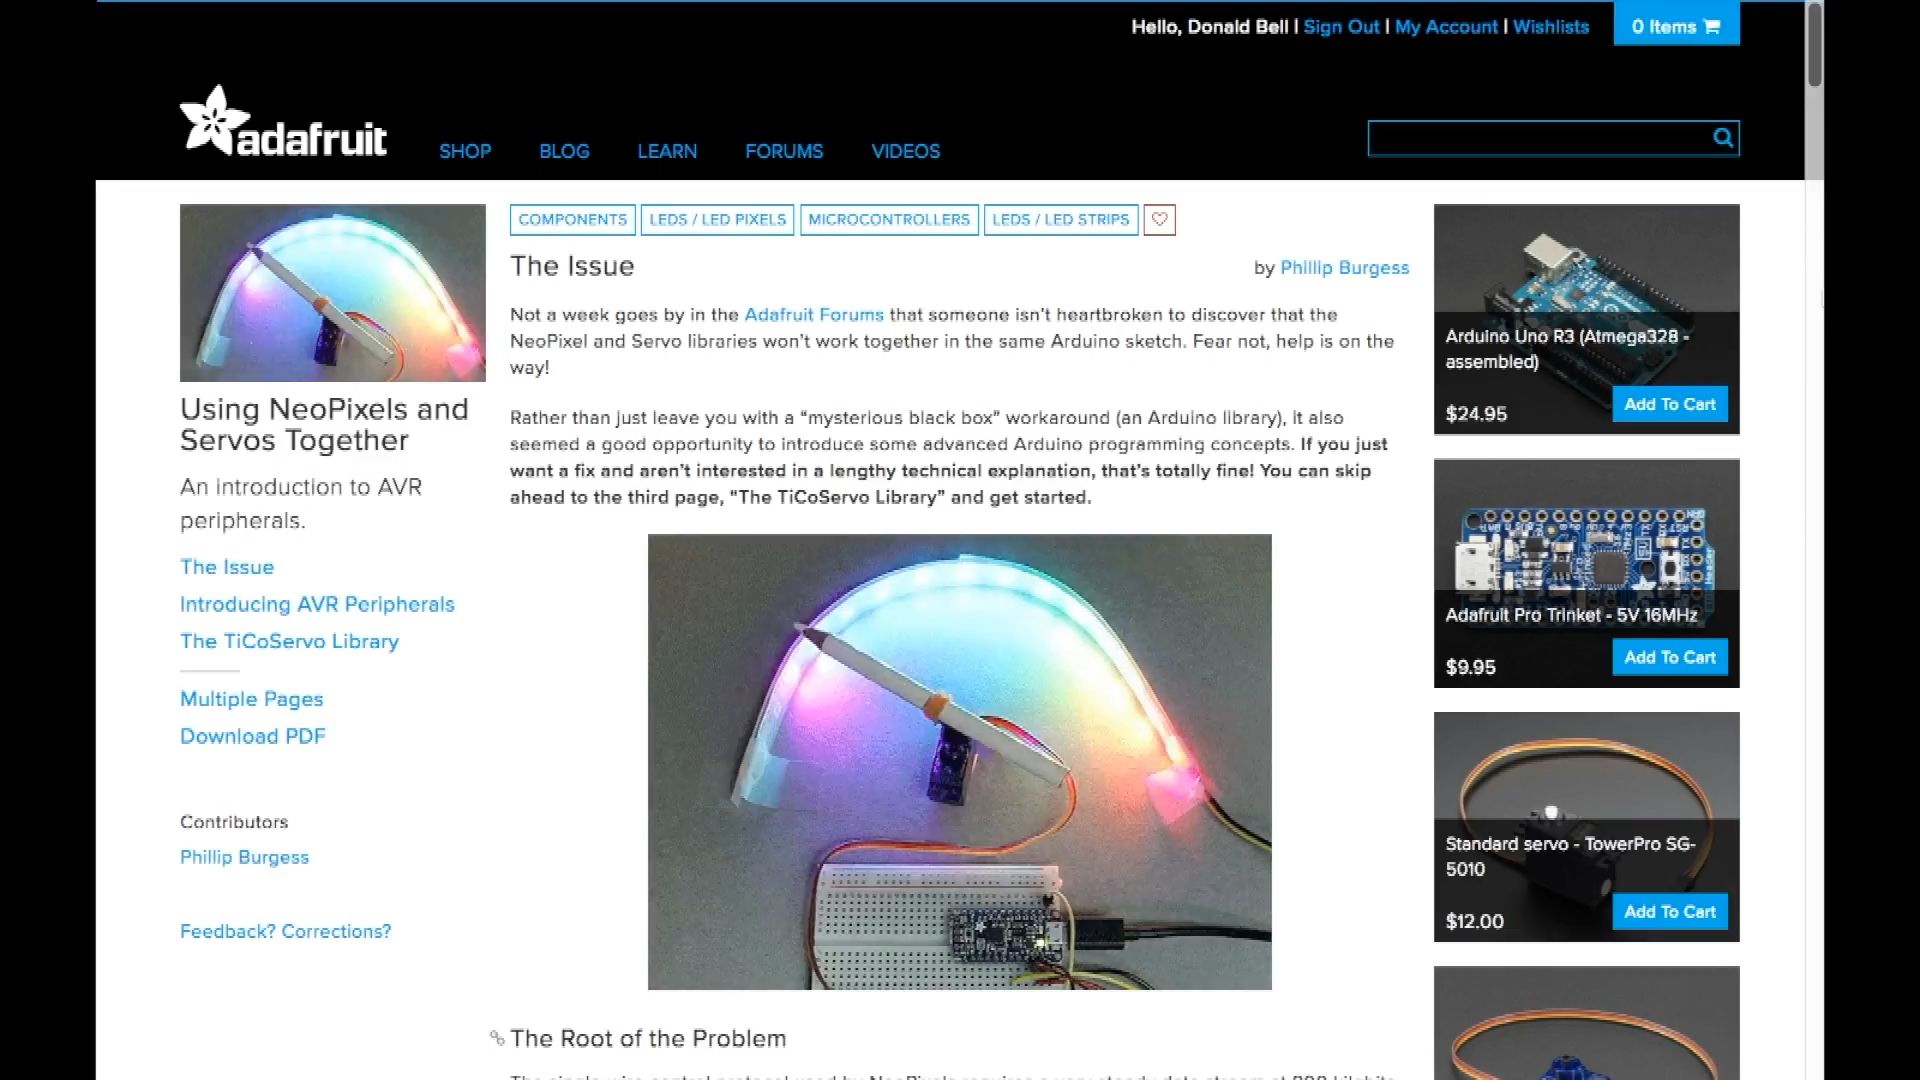 Hello, Donald Bell | Sign Out | My Account | Wishlists
0 Items
adafruit
SHOP BLOG LEARN FORUMS VIDEOS
Using NeoPixels and
Servos Together
An introduction to AVR
peripherals.
The Issue
Introducing AVR Peripherals
The TiCoServo Library
Multiple Pages
Download PDF
Contributors
Phillip Burgess
Feedback? Corrections?
COMPONENTS
LEDS / LED PIXELS
MICROCONTROLLERS
LEDS / LED STRIPS
The Issue
by Phillip Burgess
Not a week goes by in the Adafruit Forums that someone isn't heartbroken to discover that the
NeoPixel and Servo libraries won't work together in the same Arduino sketch. Fear not, help is on the
way!
Rather than just leave you with a “mysterious black box” workaround (an Arduino library), it also
seemed a good opportunity to introduce some advanced Arduino programming concepts. If you just
want a fix and aren't interested in a lengthy technical explanation, that's totally fine! You can skip
ahead to the third page, “The TiCoServo Library” and get started.
The Root of the Problem
Arduino Uno R3 (Atmega328 -
assembled)
$24.95
Add To Cart
Adafruit Pro Trinket - 5V 16MHz
$9.95
Add To Cart
Standard servo - TowerPro SG-
5010
$12.00
Add To Cart